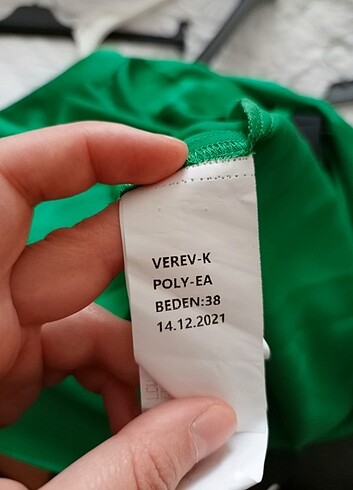 VEREV-K
POLY-EA
BEDEN:38
14.12.2021